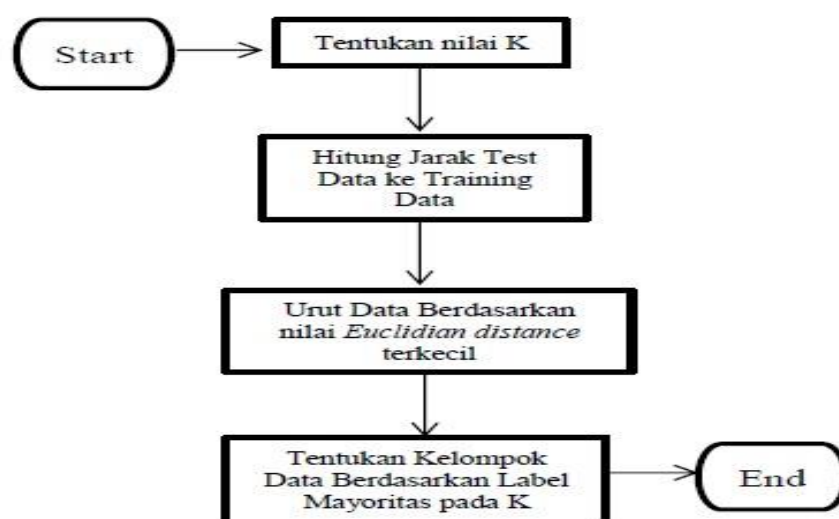 Start
Tentukan nilai K
Hitung Jarak Test
Data ke Training
Data
Urut Data Berdasarkan
nilai Euclidian distance
terkecil
Tentukan Kelompok
Data Berdasarkan Label
Mayoritas pada K
End